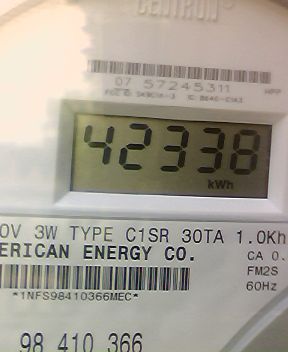 CENTRON
07 57245311
42338
kWh
0V 3W TYPE C1SR 30TA 1.0Kh
ERICAN ENERGY CO.
CA 0.
FM2S
60Hz
*1NFS98410366MEC*
98 410 366